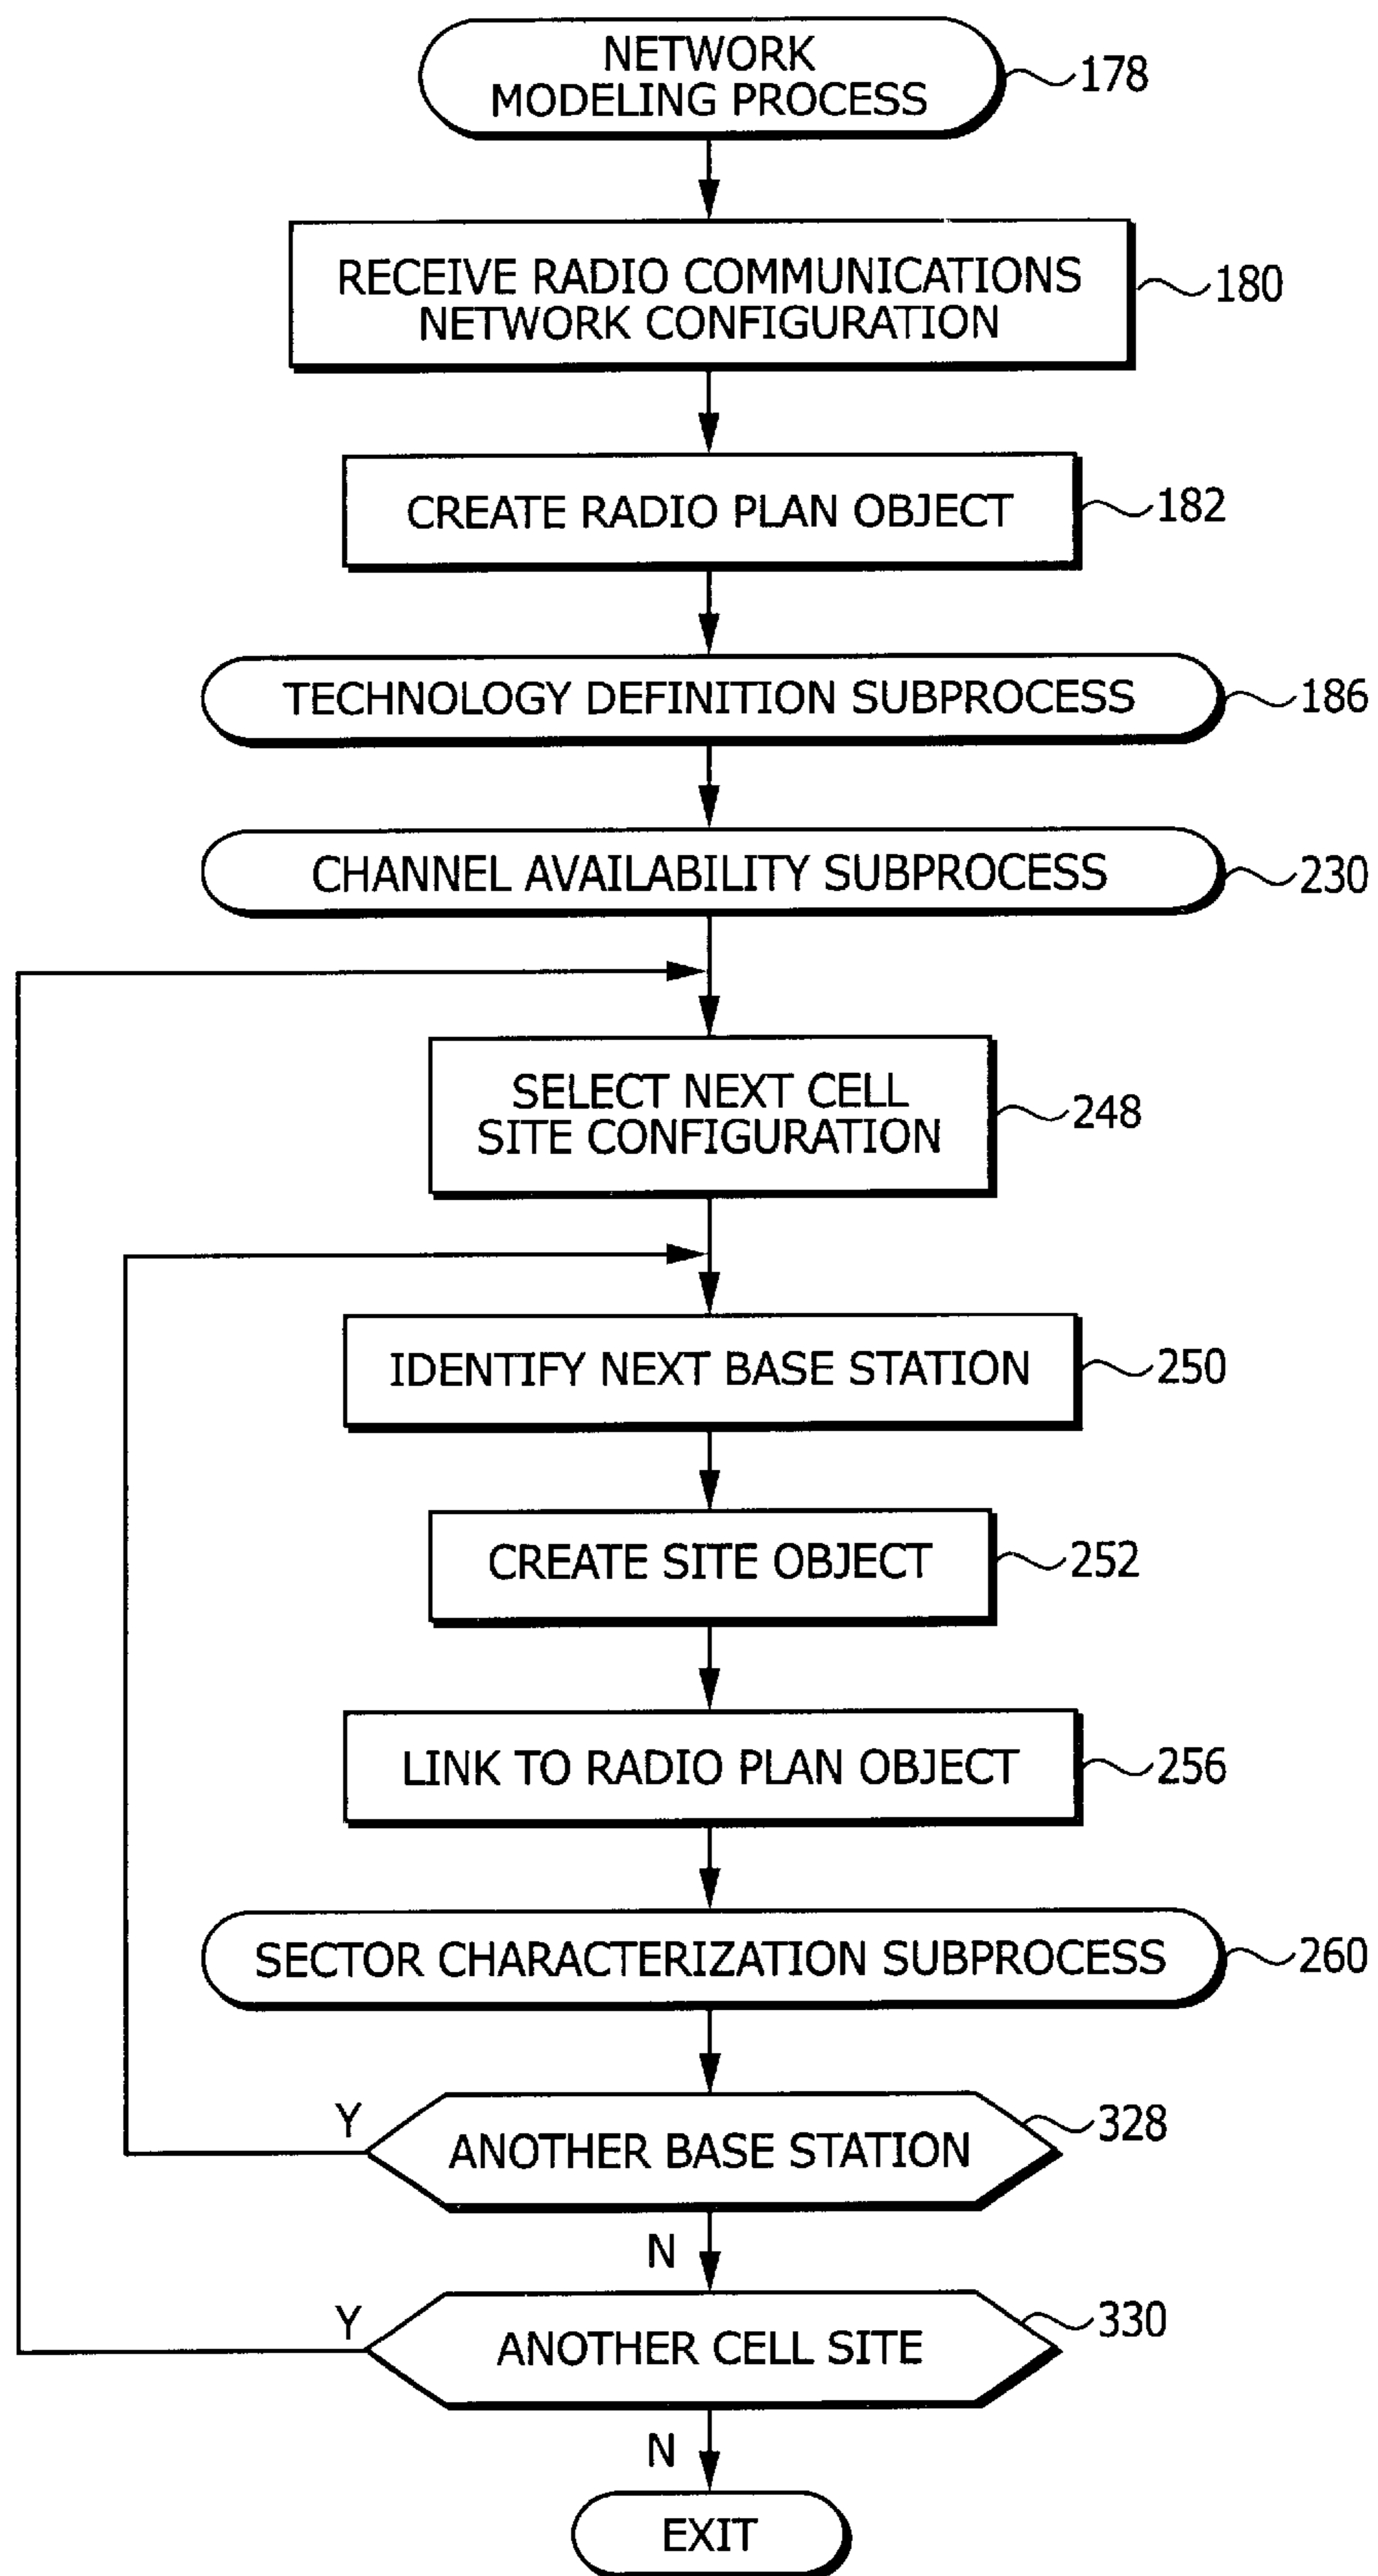 NETWORK
MODELING PROCESS
178
RECEIVE RADIO COMMUNICATIONS
NETWORK CONFIGURATION
180
CREATE RADIO PLAN OBJECT
182
TECHNOLOGY DEFINITION SUBPROCESS
186
CHANNEL AVAILABILITY SUBPROCESS
230
SELECT NEXT CELL
SITE CONFIGURATION
248
IDENTIFY NEXT BASE STATION
250
CREATE SITE OBJECT
252
LINK TO RADIO PLAN OBJECT
256
SECTOR CHARACTERIZATION SUBPROCESS
260
Y
ANOTHER BASE STATION
328
N
Y
ANOTHER CELL SITE
330
N
EXIT